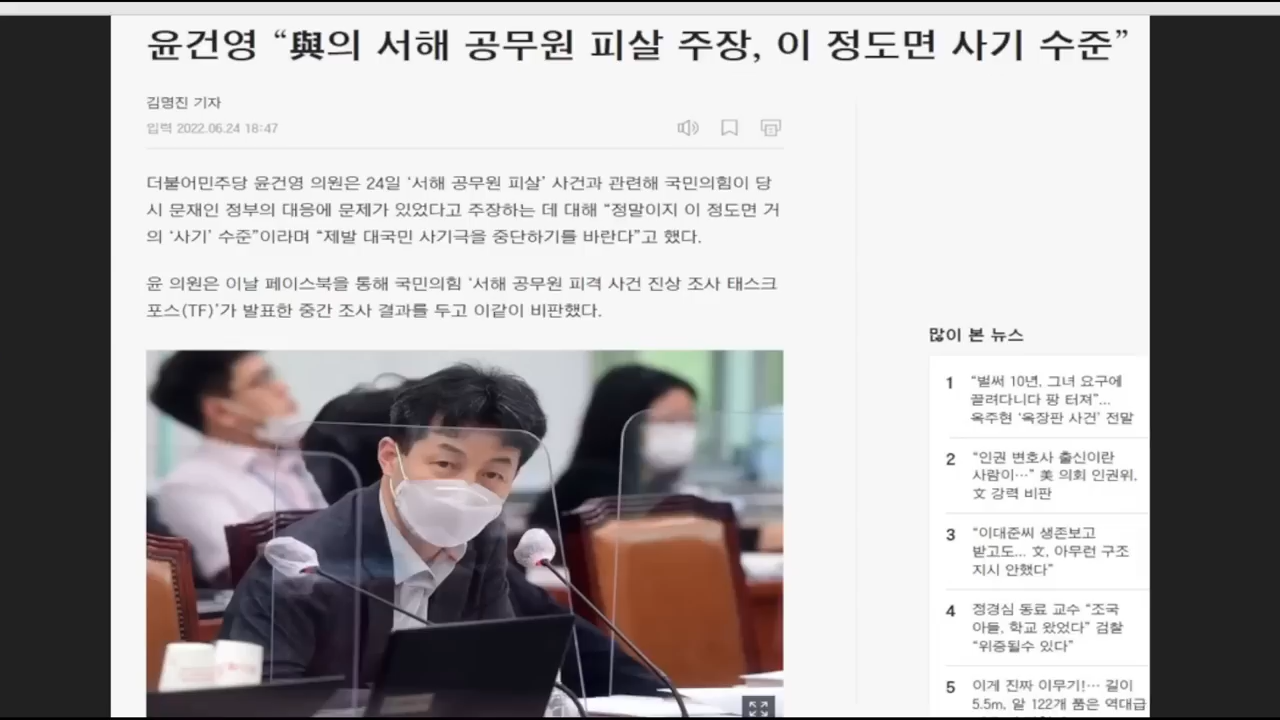 윤건영 “與의 서해 공무원 피살 주장, 이 정도면 사기 수준”
김명진 기자
입력 2022.06.24 18:47
더불어민주당 윤건영 의원은 24일 ‘서해 공무원 피살’ 사건과 관련해 국민의힘이 당
시 문재인 정부의 대응에 문제가 있었다고 주장하는 데 대해 “정말이지 이 정도면 거
의 ‘사기’ 수준”이라며 “제발 대국민 사기극을 중단하기를 바란다”고 했다.
윤 의원은 이날 페이스북을 통해 국민의힘 ‘서해 공무원 피격 사건 진상 조사 태스크
포스(TF)’가 발표한 중간 조사 결과를 두고 이같이 비판했다.
많이 본 뉴스
1 “벌써 10년, 그녀 요구에
끌려다니다 팡 터져”...
옥주현 ‘옥장판 사건’ 전말
2 “인권 변호사 출신이란
사람이…” 美 의회 인권위,
文 강력 비판
3 “이대준씨 생존보고
받고도... 文, 아무런 구조
지시 안했다”
4 정경심 동료 교수 “조국
아들, 학교 왔었다” 검찰
“위증될수 있다”
5 이게 진짜 이무기!… 길이
5.5m, 알 122개 품은 역대급